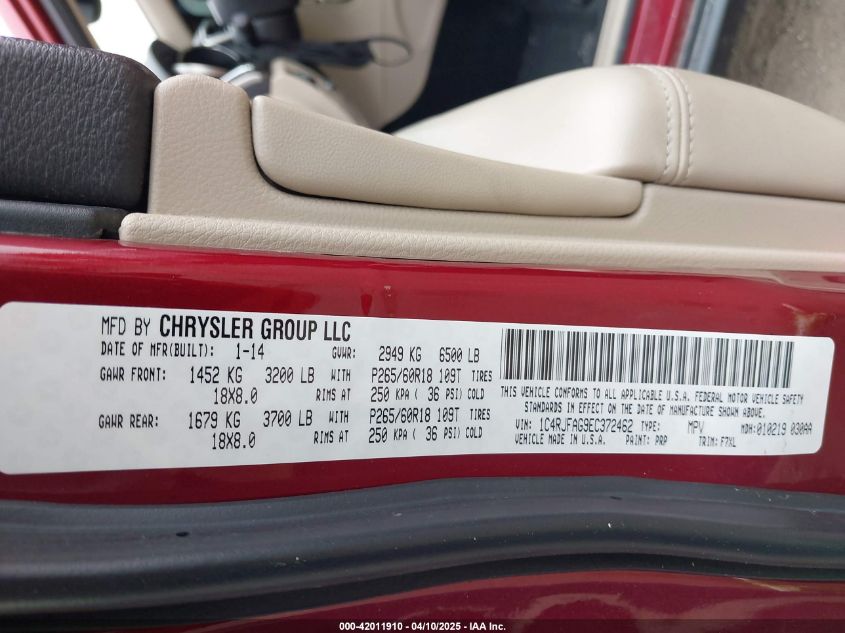 MFD BY CHRYSLER GROUP LLC
DATE OF MFR(BUILT): 1-14 GVWR: 2949 KG 6500 LB
GAWR FRONT: 1452 KG 3200 LB WITH P265/60R18 109T TIRES
18X8.0 RIMS AT 250 KPA ( 36 PSI) COLD
GAWR REAR: 1679 KG 3700 LB WITH P265/60R18 109T TIRES
18X8.0 RIMS AT 250 KPA ( 36 PSI) COLD
THIS VEHICLE CONFORMS TO ALL APPLICABLE U.S.A. FEDERAL MOTOR VEHICLE SAFETY
STANDARDS IN EFFECT ON THE DATE OF MANUFACTURE SHOWN ABOVE.
VIN: 1C4RJFAG9EC372462 TYPE: MPV MDH: 010219 030AA
VEHICLE MADE IN U.S.A. PAINT: PRP TRIM: F7XL
000-42011910 - 04/10/2025 - IAA Inc.